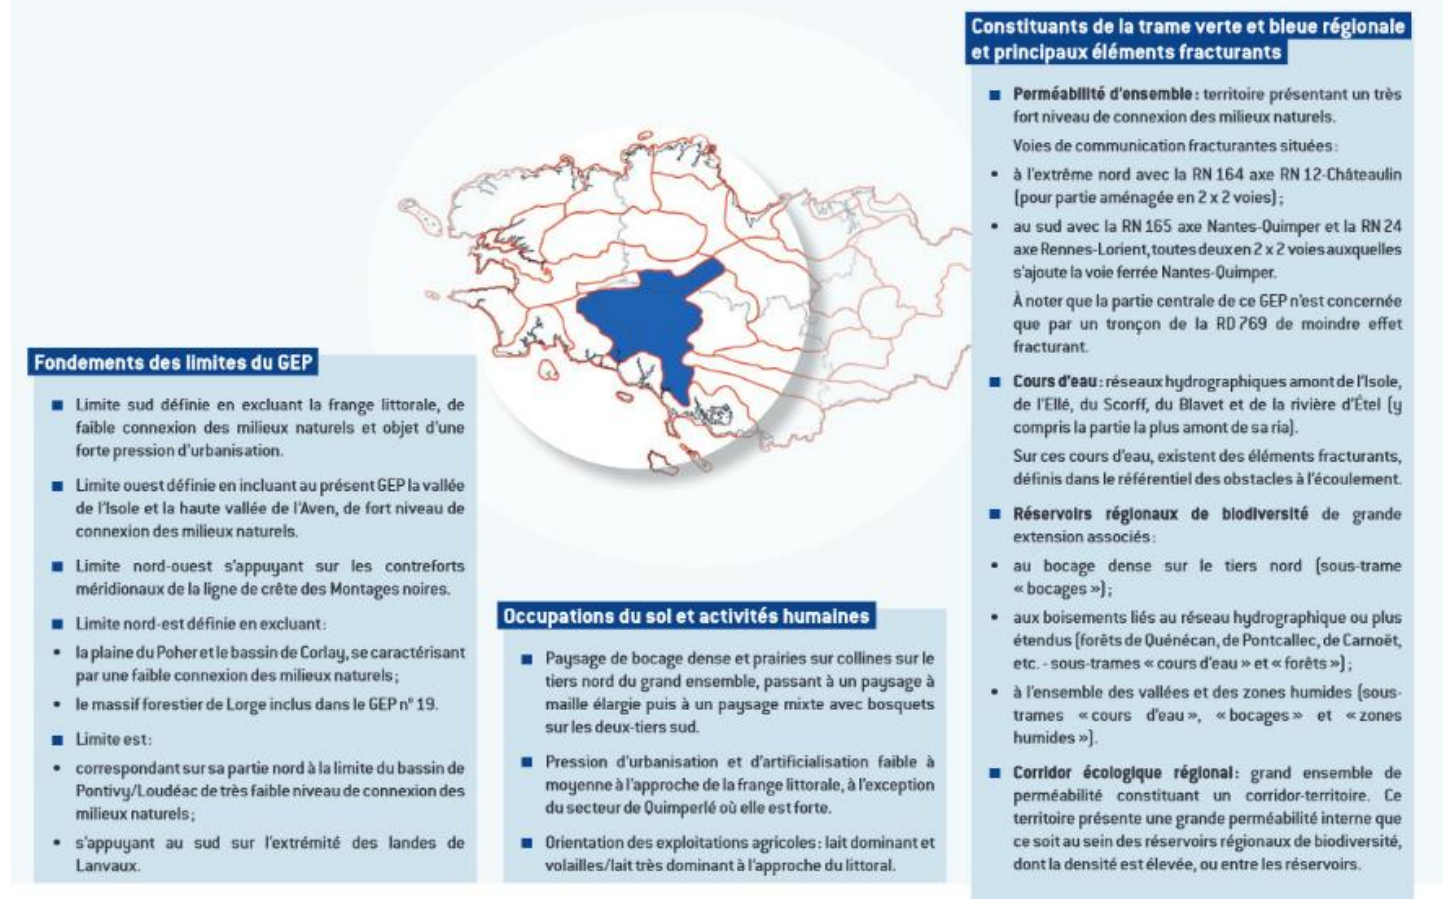 Fondements des limites du GEP
Limite sud définie en excluant la frange littorale, de
faible connexion des milieux naturels et objet d'une
forte pression d'urbanisation.
Limite ouest définie en incluant au présent GEP la vallée
de l'Isole et la haute vallée de l'Aven, de fort niveau de
connexion des milieux naturels.
Limite nord-ouest s'appuyant sur les contreforts
méridionaux de la ligne de crête des Montages noires.
Limite nord-est définie en excluant :
• la plaine du Poher et le bassin de Corlay, se caractérisant
par une faible connexion des milieux naturels ;
• le massif forestier de Lorge inclus dans le GEP n° 19.
Limite est :
• correspondant sur sa partie nord à la limite du bassin de
Pontivy/Loudéac de très faible niveau de connexion des
milieux naturels ;
• s'appuyant au sud sur l'extrémité des landes de
Lanvaux.
Occupations du sol et activités humaines
Paysage de bocage dense et prairies sur collines sur le
tiers nord du grand ensemble, passant à un paysage à
maille élargie puis à un paysage mixte avec bosquets
sur les deux-tiers sud.
Pression d'urbanisation et d'artificialisation faible à
moyenne à l'approche de la frange littorale, à l'exception
du secteur de Quimperlé où elle est forte.
Orientation des exploitations agricoles : lait dominant et
volailles/lait très dominant à l'approche du littoral.
Constituants de la trame verte et bleue régionale
et principaux éléments fracturants
Perméabilité d'ensemble : territoire présentant un très
fort niveau de connexion des milieux naturels.
Voies de communication fracturantes situées :
• à l'extrême nord avec la RN 164 axe RN 12-Châteaulin
(pour partie aménagée en 2 x 2 voies) ;
• au sud avec la RN 165 axe Nantes-Quimper et la RN 24
axe Rennes-Lorient, toutes deux en 2 x 2 voies auxquelles
s'ajoute la voie ferrée Nantes-Quimper.
À noter que la partie centrale de ce GEP n'est concernée
que par un tronçon de la RD 769 de moindre effet
fracturant.
Cours d'eau : réseaux hydrographiques amont de l'Isole,
de l'Ellé, du Scorff, du Blavet et de la rivière d'Étel (y
compris la partie la plus amont de sa ria).
Sur ces cours d'eau, existent des éléments fracturants,
définis dans le référentiel des obstacles à l'écoulement.
Réservoirs régionaux de biodiversité de grande
extension associés :
• au bocage dense sur le tiers nord (sous-trame
« bocages ») ;
• aux boisements liés au réseau hydrographique ou plus
étendus (forêts de Quénécan, de Pontcallec, de Carnoët,
etc. - sous-trames « cours d'eau » et « forêts ») ;
• à l'ensemble des vallées et des zones humides (sous-
trames « cours d'eau », « bocages » et « zones
humides »).
Corridor écologique régional : grand ensemble de
perméabilité constituant un corridor-territoire. Ce
territoire présente une grande perméabilité interne que
ce soit au sein des réservoirs régionaux de biodiversité,
dont la densité est élevée, ou entre les réservoirs.